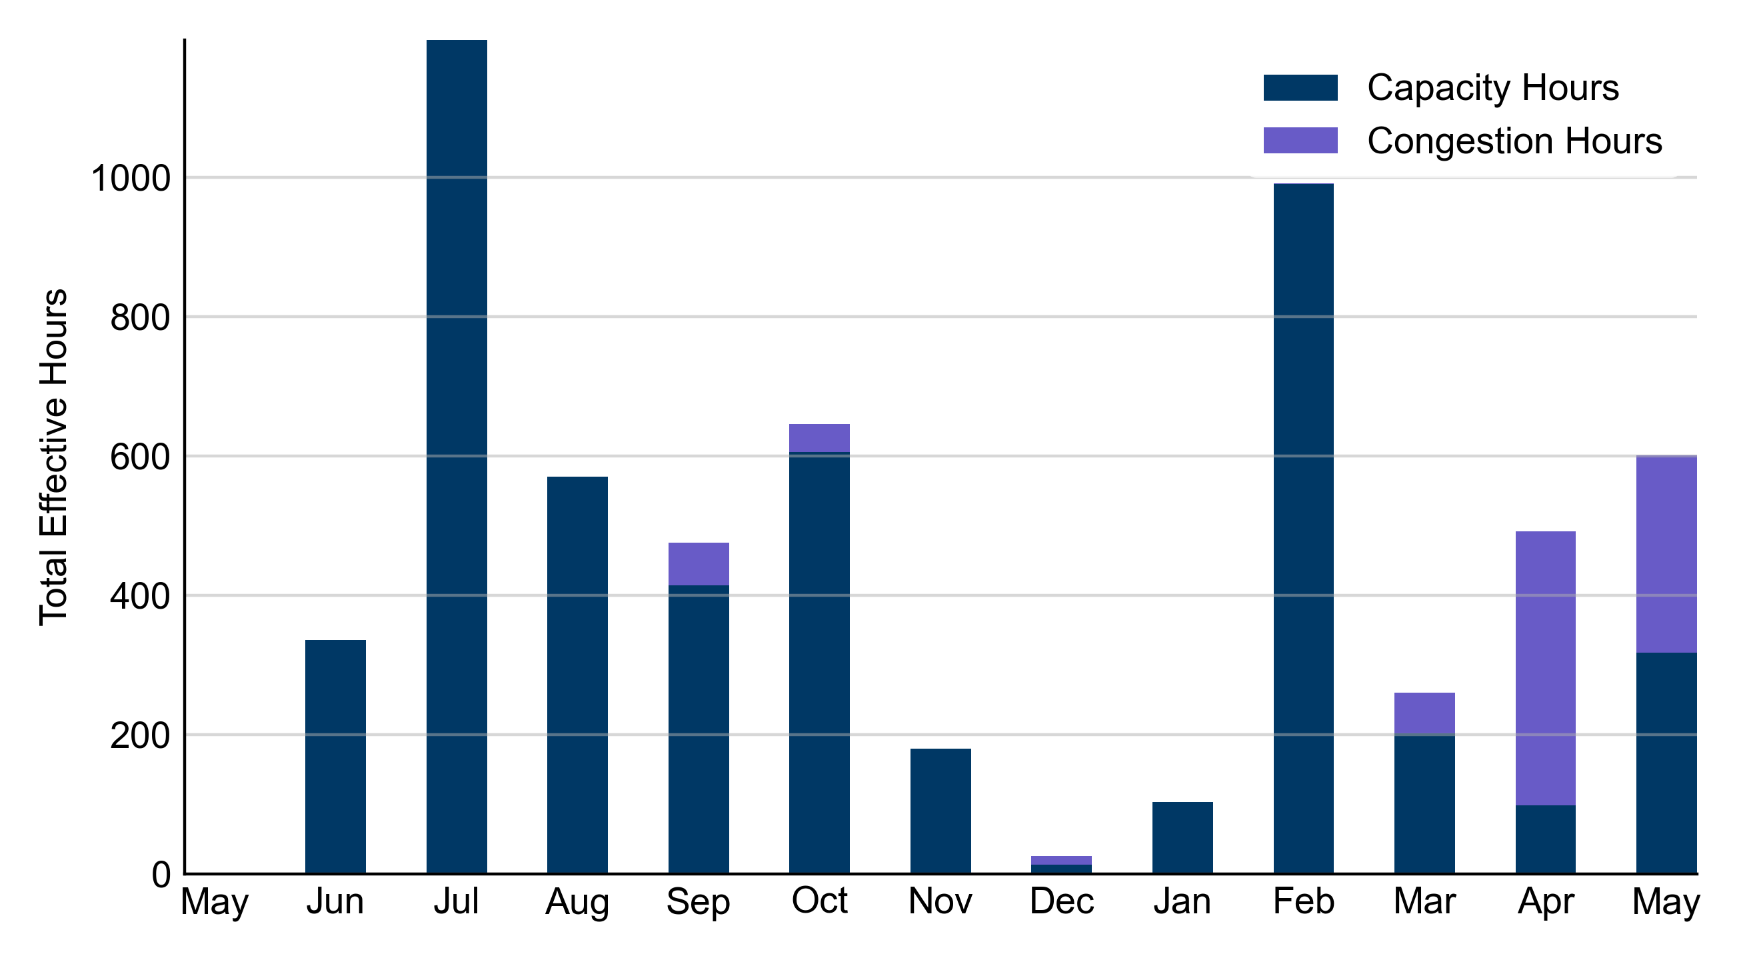 Capacity Hours
Congestion Hours
1000
800
600
400
200
0
Total Effective Hours
May Jun Jul Aug Sep Oct Nov Dec Jan Feb Mar Apr May